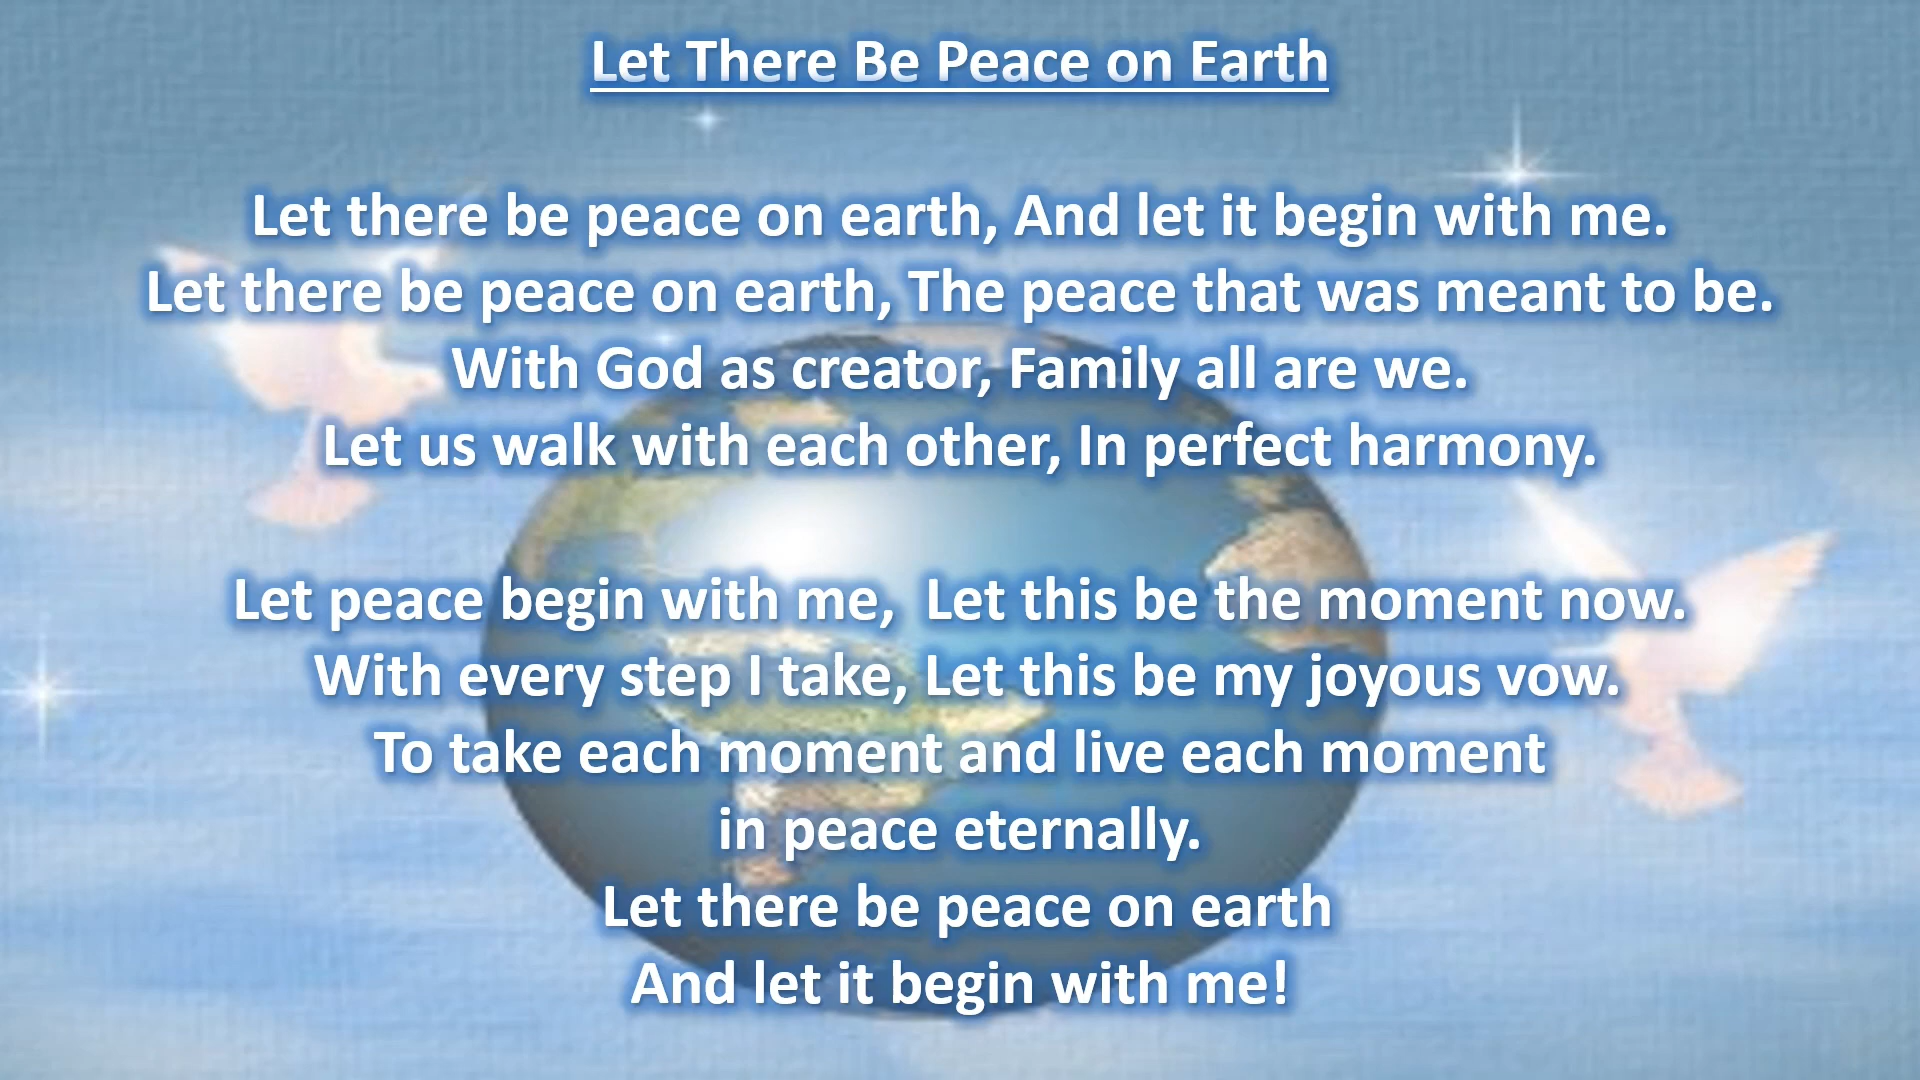 Let There Be Peace on Earth
Let there be peace on earth, And let it begin with me.
Let there be peace on earth, The peace that was meant to be.
With God as creator, Family all are we.
Let us walk with each other, In perfect harmony.
Let peace begin with me,  Let this be the moment now.
With every step I take, Let this be my joyous vow.
To take each moment and live each moment
in peace eternally.
Let there be peace on earth
And let it begin with me!